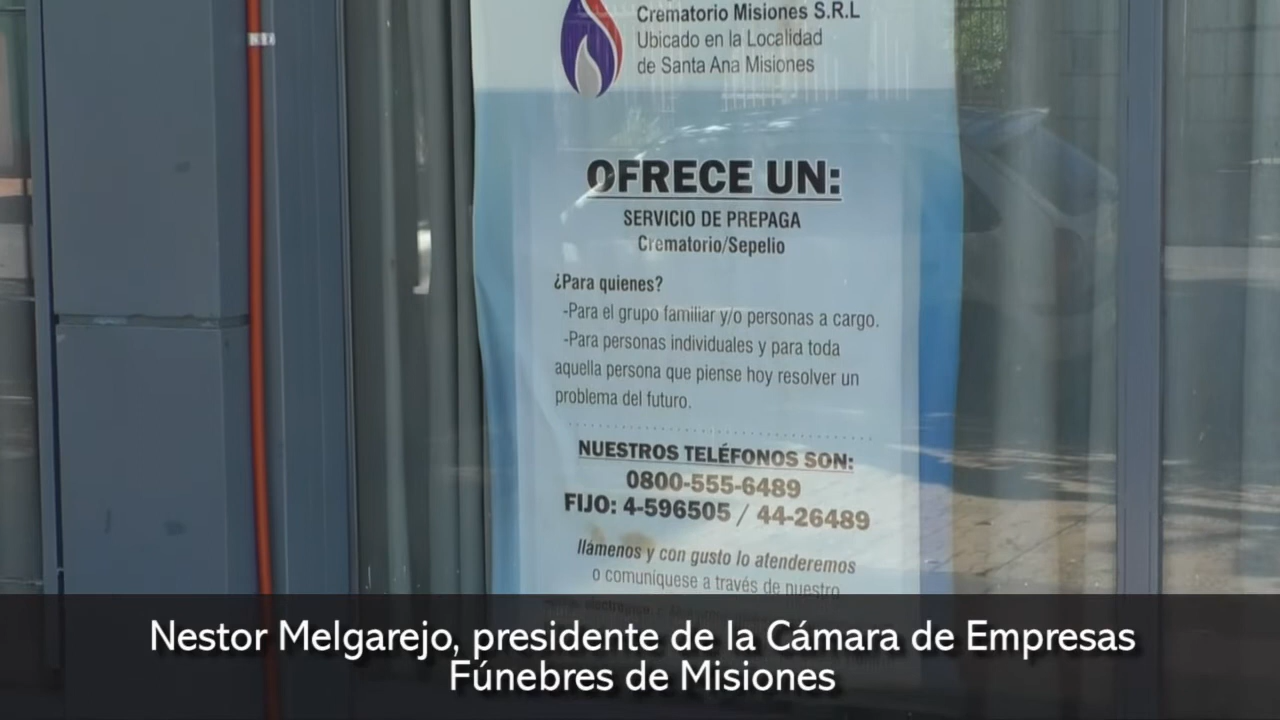 Crematorio Misiones S.R.L
Ubicado en la Localidad
de Santa Ana Misiones
OFRECE UN:
SERVICIO DE PREPAGA
Crematorio/Sepelio
¿Para quienes?
-Para el grupo familiar y/o personas a cargo.
-Para personas individuales y para toda
aquella persona que piense hoy resolver un
problema del futuro.
NUESTROS TELÉFONOS SON:
0800-555-6489
FIJO: 4-596505 / 44-26489
llámenos y con gusto lo atenderemos
o comuníquese a través de nuestro
Nestor Melgarejo, presidente de la Cámara de Empresas
Fúnebres de Misiones